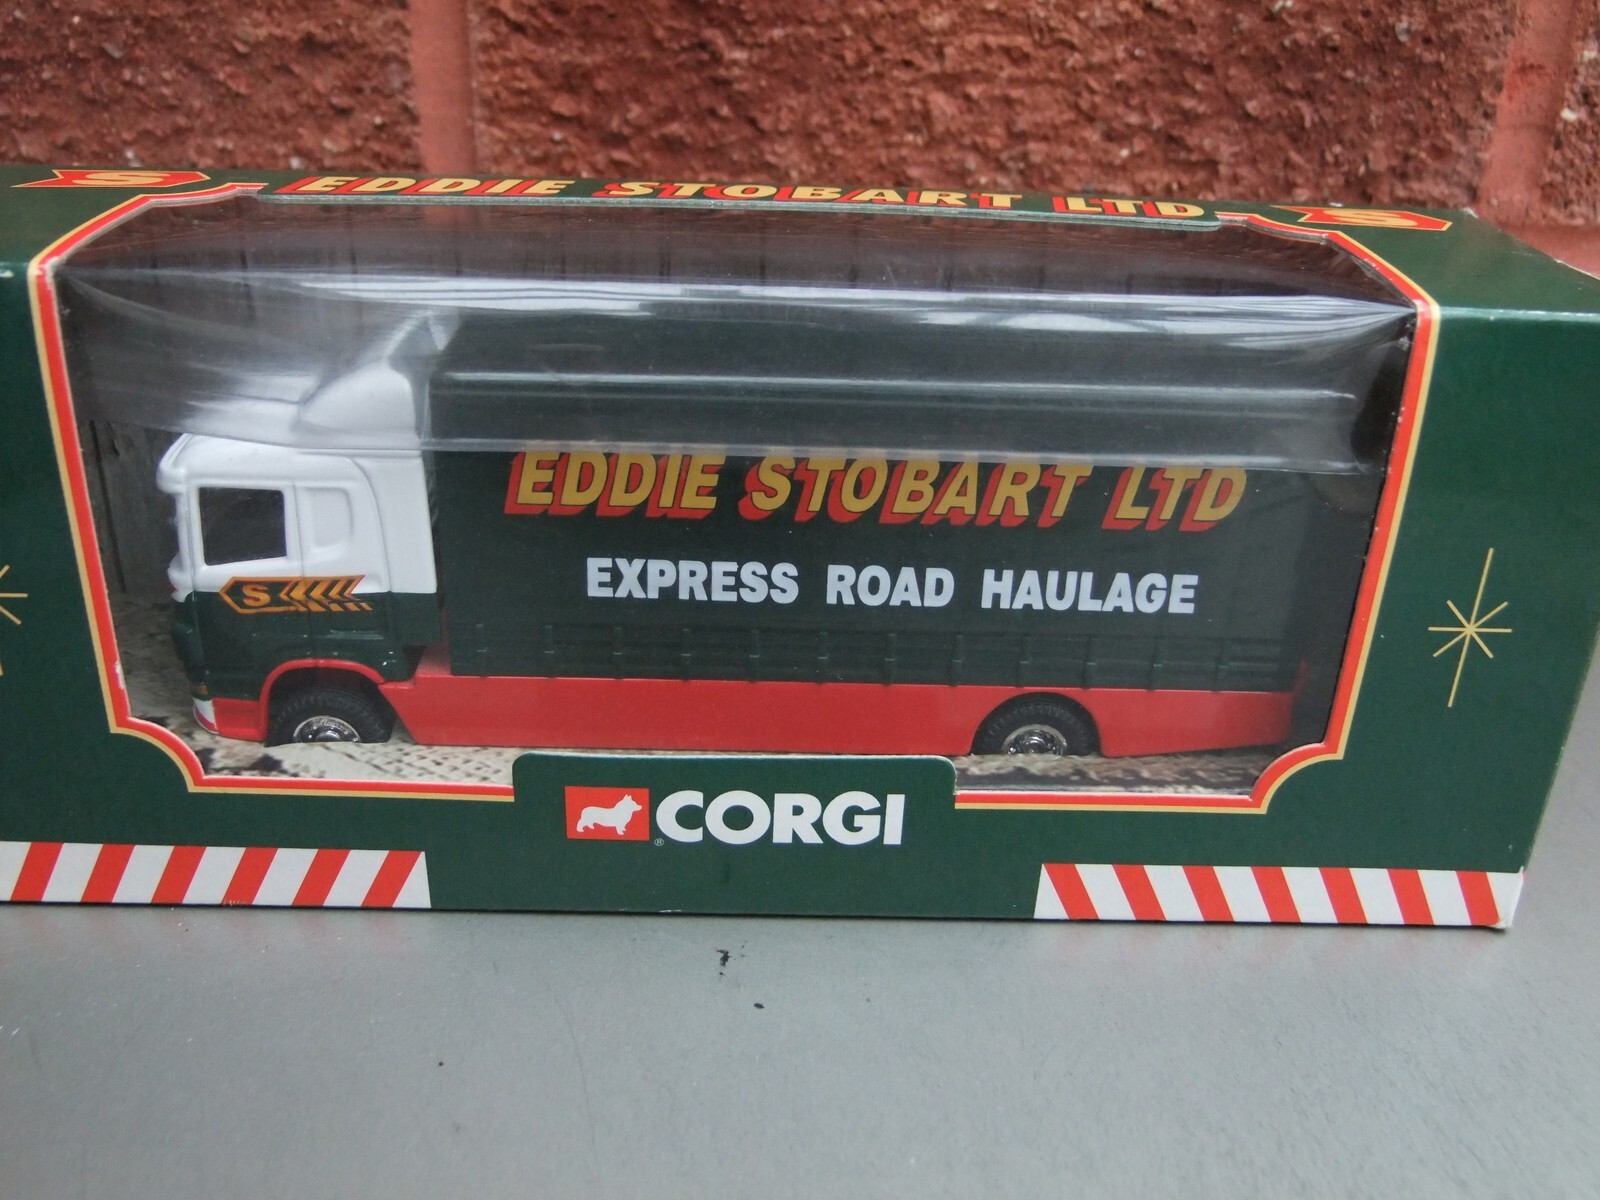 S EDDIE STOBART LTD S
EDDIE STOBART LTD
EXPRESS ROAD HAULAGE
S
® CORGI